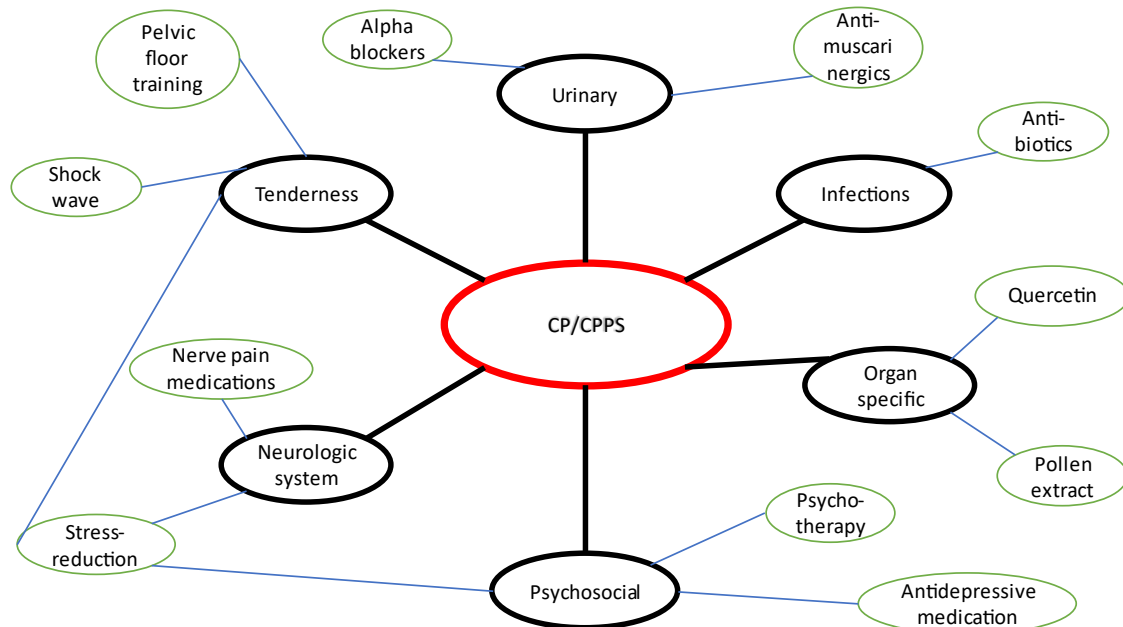 Pelvic
floor
training
Alpha
blockers
Anti-
muscari
nergics
Urinary
Anti-
biotics
Shock
wave
Tenderness
Infections
CP/CPPS
Quercetin
Nerve pain
medications
Organ
specific
Neurologic
system
Pollen
extract
Stress-
reduction
Psycho-
therapy
Psychosocial
Antidepressive
medication